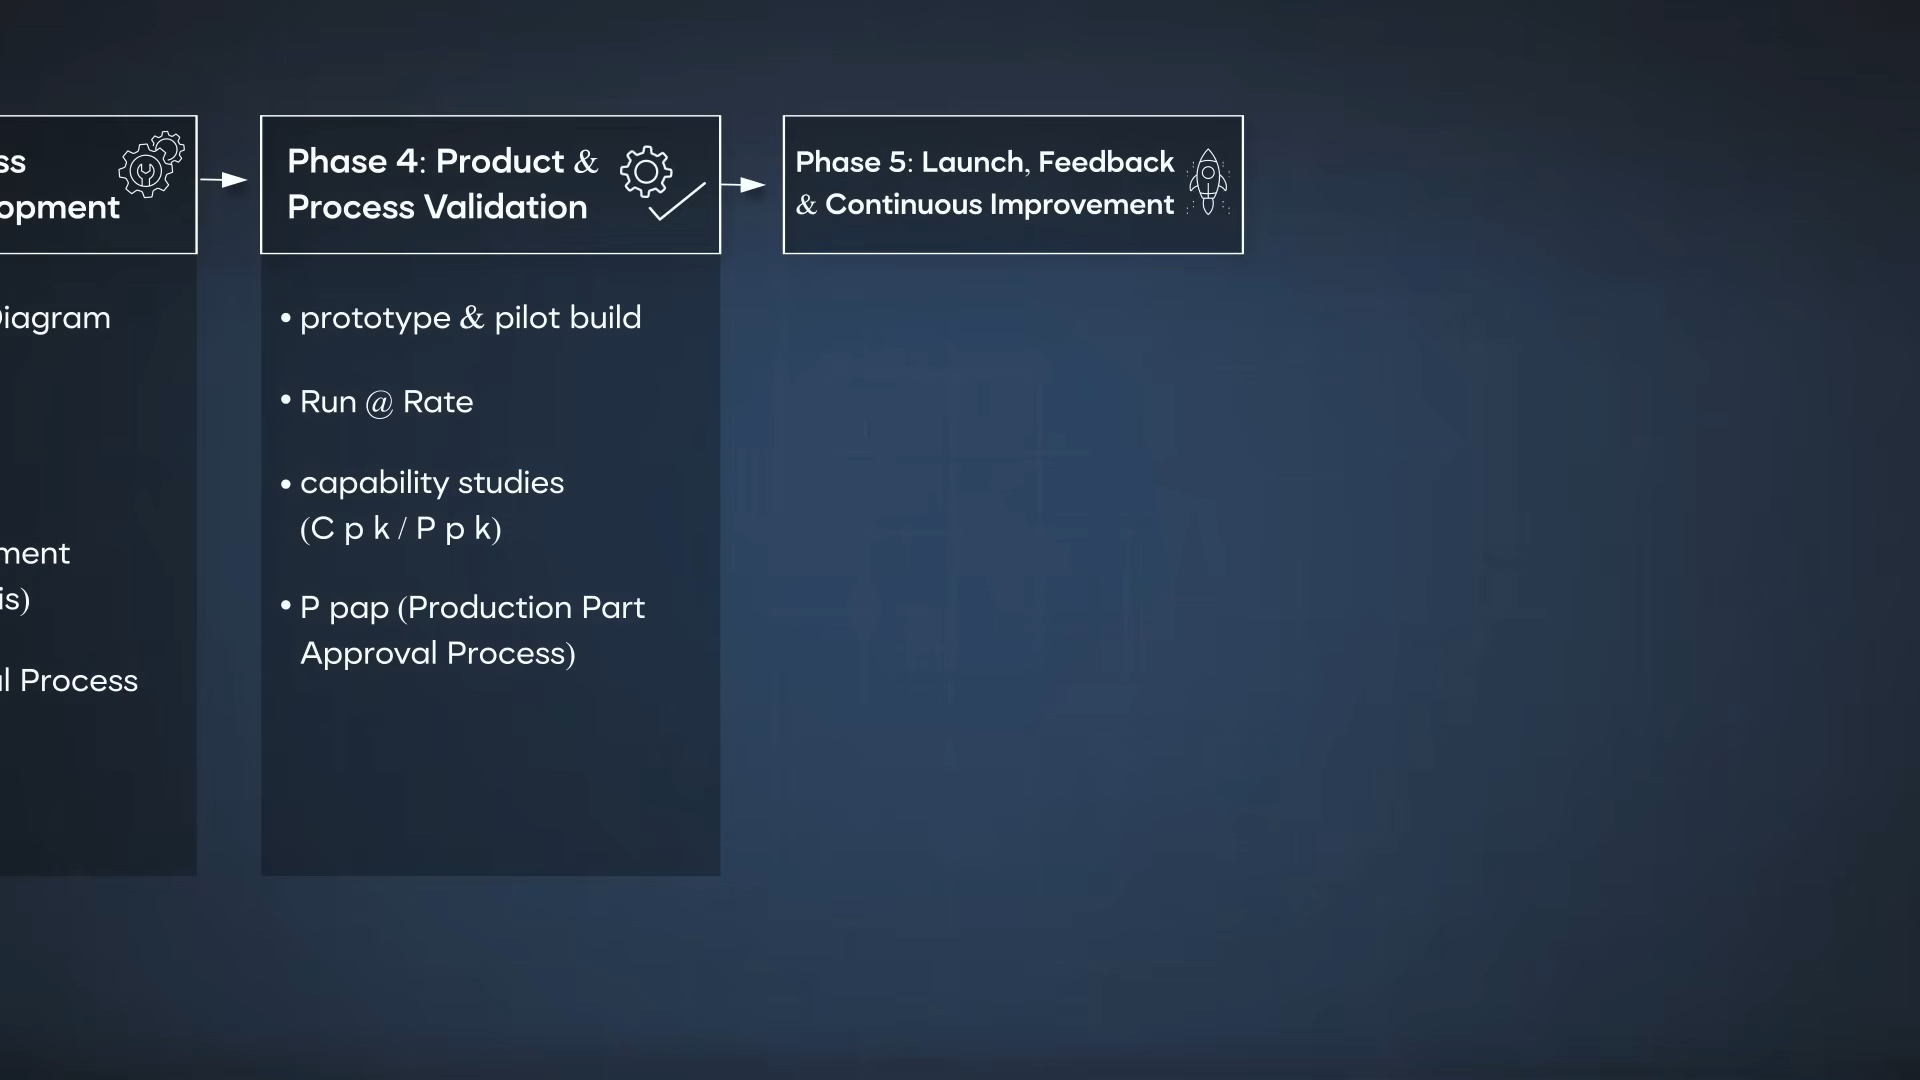 ss
opment
iagram
ment
is)
l Process
Phase 4: Product &
Process Validation
• prototype & pilot build
• Run @ Rate
• capability studies
(C p k / P p k)
• P pap (Production Part
Approval Process)
Phase 5: Launch, Feedback
& Continuous Improvement